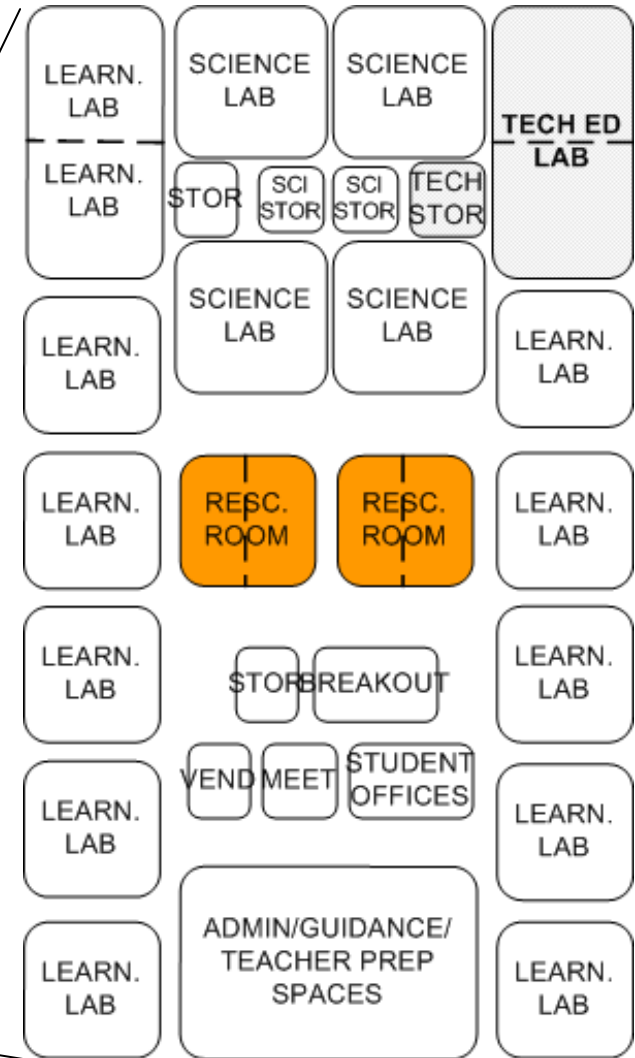 LEARN.
LAB
SCIENCE
LAB
SCIENCE
LAB
TECH ED
LAB
LEARN.
LAB
STOR
SCI
STOR
SCI
STOR
TECH
STOR
SCIENCE
LAB
SCIENCE
LAB
LEARN.
LAB
LEARN.
LAB
LEARN.
LAB
RESC.
ROOM
RESC.
ROOM
LEARN.
LAB
LEARN.
LAB
STOR
BREAKOUT
LEARN.
LAB
VEND
MEET
STUDENT
OFFICES
LEARN.
LAB
LEARN.
LAB
LEARN.
LAB
ADMIN/GUIDANCE/
TEACHER PREP
SPACES
LEARN.
LAB